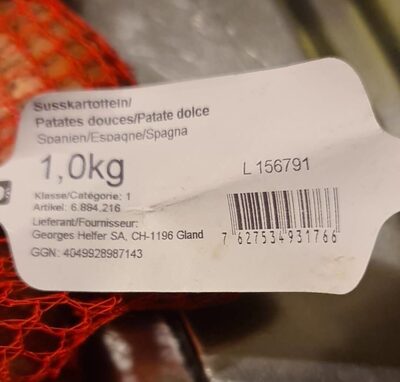 Süsskartoffeln/
Patates douces/Patate dolce
Spanien/Espagne/Spagna
1,0kg
L 156791
Klasse/Catégorie: 1
Artikel: 6.884.216
Lieferant/Fournisseur:
Georges Helfer SA, CH-1196 Gland
GGN: 4049928987143
7 627534 931766